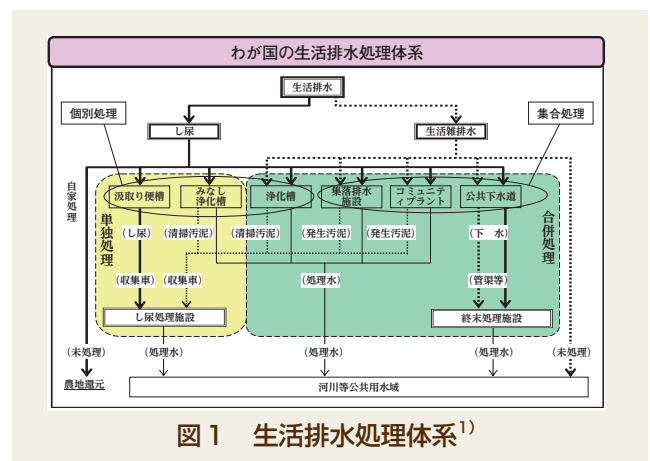 わが国の生活排水処理体系
生活排水
個別処理
集合処理
し尿
生活雑排水
自家処理
汲取り便槽
みなし
浄化槽
浄化槽
集落排水
施設
コミュニテ
ィプラント
公共下水道
単独処理
合併処理
(し尿)
(清掃汚泥)
(清掃汚泥)
(発生汚泥)
(発生汚泥)
(下 水)
(収集車)
(収集車)
(処理水)
(管渠等)
し尿処理施設
終末処理施設
(未処理)
(処理水)
(処理水)
(処理水)
(未処理)
農地還元
河川等公共用水域
図1 生活排水処理体系1)